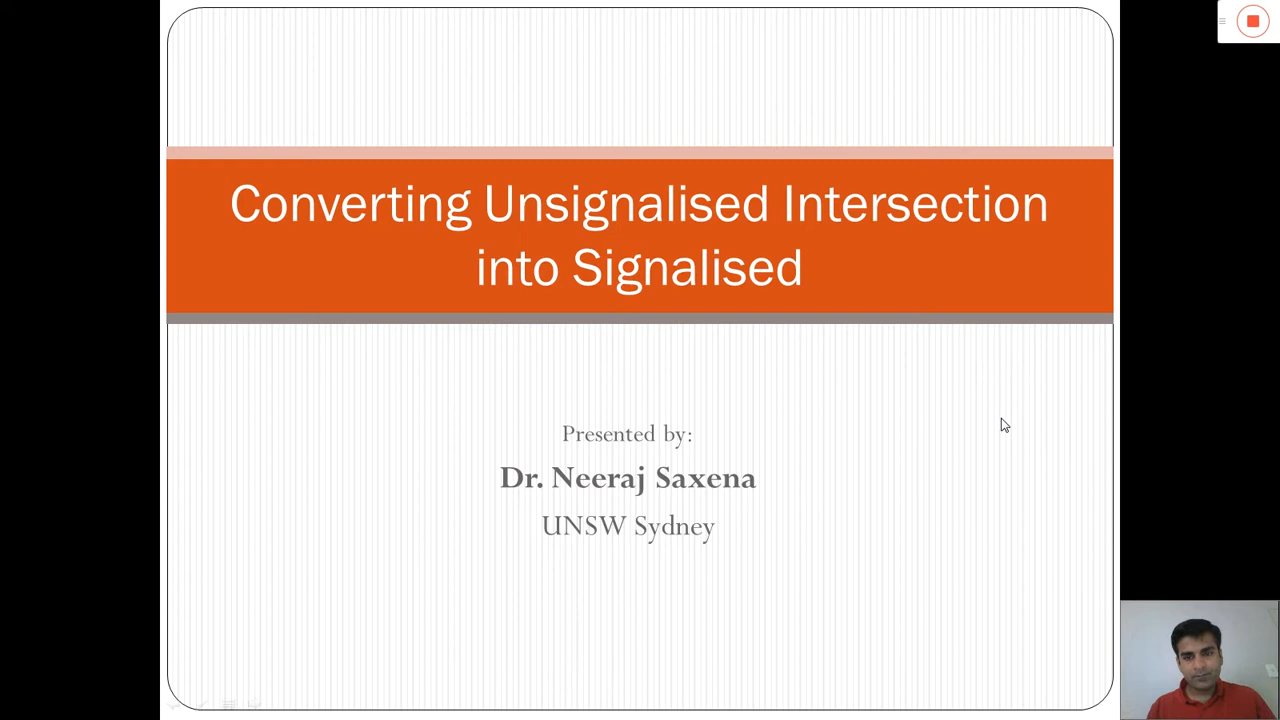 Converting Unsignalised Intersection
into Signalised
Presented by:
Dr. Neeraj Saxena
UNSW Sydney